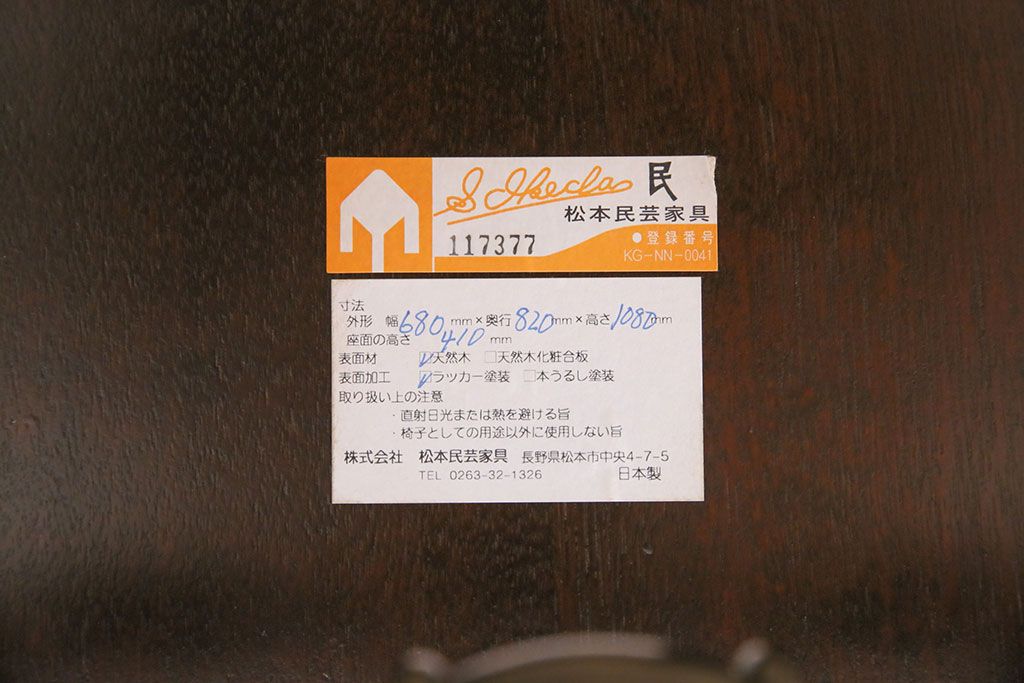 S Ikeda 民
松本民芸家具
117377
●登録番号
KG-NN-0041
寸法
外形 幅680mm×奥行820mm×高さ1080mm
座面の高さ 410 mm
表面材 ☑天然木 □天然木化粧合板
表面加工 ☑ラッカー塗装 □本うるし塗装
取り扱い上の注意
・直射日光または熱を避ける旨
・椅子としての用途以外に使用しない旨
株式会社 松本民芸家具 長野県松本市中央4-7-5
TEL 0263-32-1326 日本製